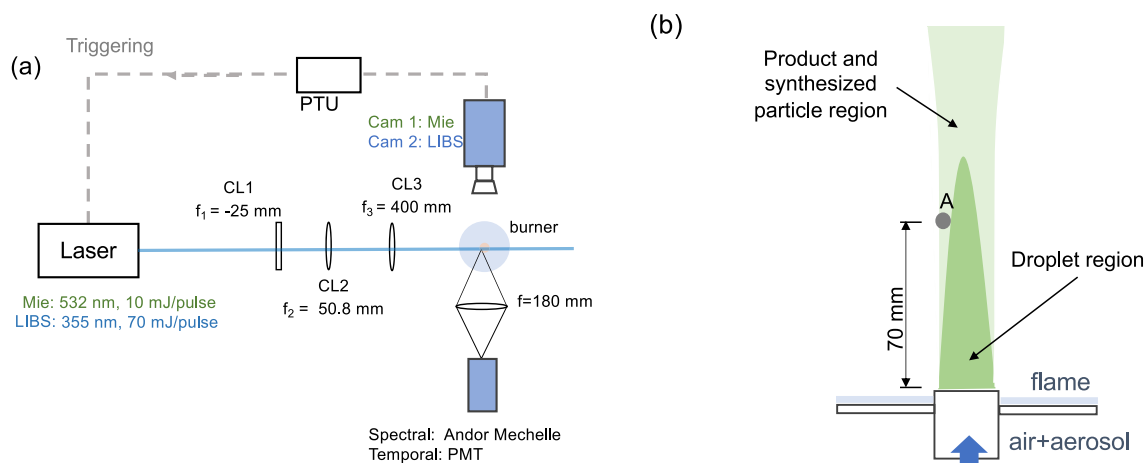 (a)
Triggering
PTU
Cam 1: Mie
Cam 2: LIBS
CL1
f₁ = -25 mm
CL3
f₃ = 400 mm
burner
Laser
CL2
f₂ = 50.8 mm
Mie: 532 nm, 10 mJ/pulse
LIBS: 355 nm, 70 mJ/pulse
f=180 mm
Spectral: Andor Mechelle
Temporal: PMT
(b)
Product and
synthesized
particle region
A
Droplet region
70 mm
flame
air+aerosol